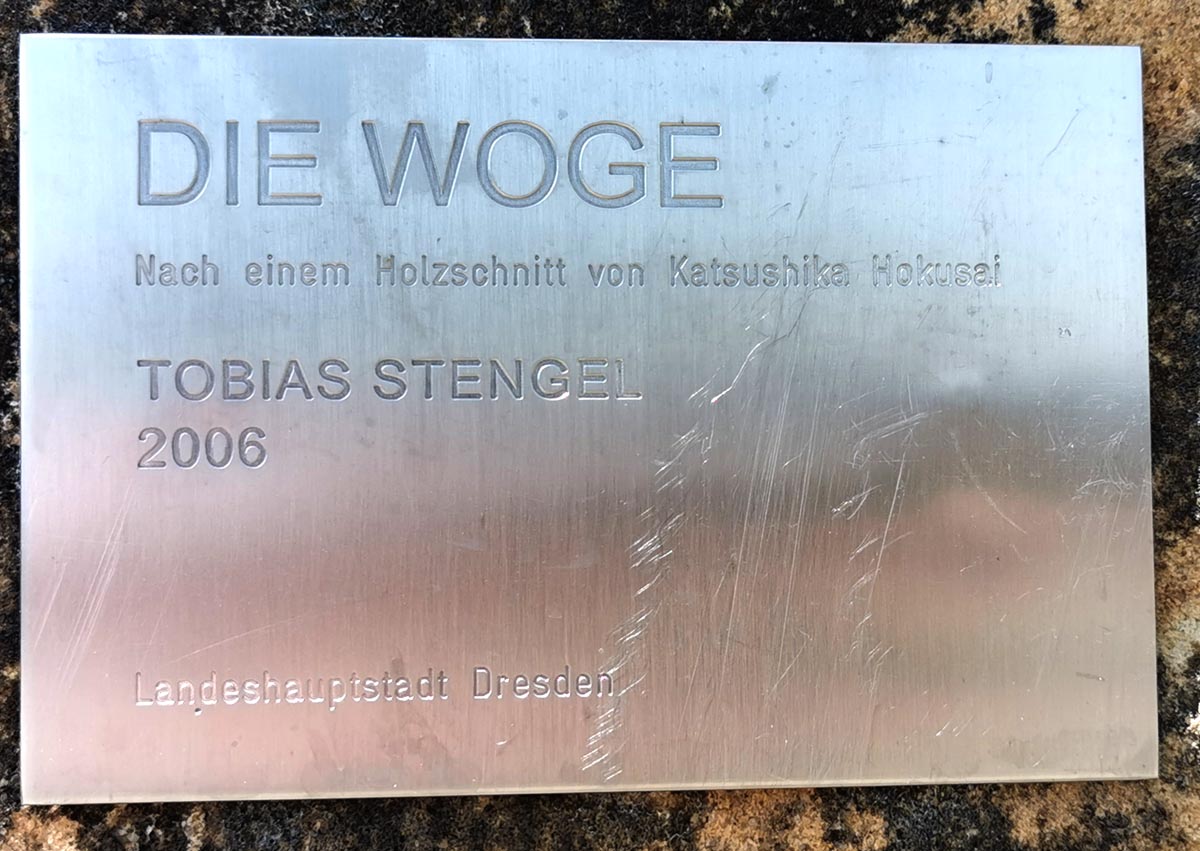 DIE WOGE
Nach einem Holzschnitt von Katsushika Hokusai
TOBIAS STENGEL
2006
Landeshauptstadt Dresden